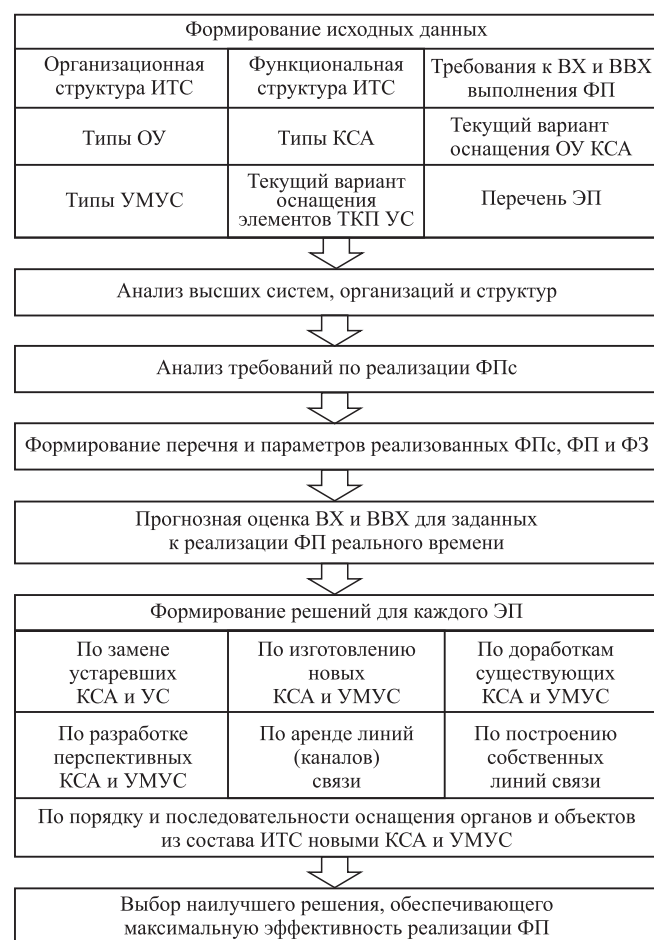 Формирование исходных данных
Организационная
структура ИТС
Функциональная
структура ИТС
Требования к ВХ и ВВХ
выполнения ФП
Типы ОУ
Типы КСА
Текущий вариант
оснащения ОУ КСА
Типы УМУС
Текущий вариант
оснащения
элементов ТКП УС
Перечень ЭП
Анализ высших систем, организаций и структур
Анализ требований по реализации ФПс
Формирование перечня и параметров реализованных ФПс, ФП и ФЗ
Прогнозная оценка ВХ и ВВХ для заданных
к реализации ФП реального времени
Формирование решений для каждого ЭП
По замене
устаревших
КСА и УС
По изготовлению
новых
КСА и УМУС
По доработкам
существующих
КСА и УМУС
По разработке
перспективных
КСА и УМУС
По аренде линий
(каналов)
связи
По построению
собственных
линий связи
По порядку и последовательности оснащения органов и объектов
из состава ИТС новыми КСА и УМУС
Выбор наилучшего решения, обеспечивающего
максимальную эффективность реализации ФП